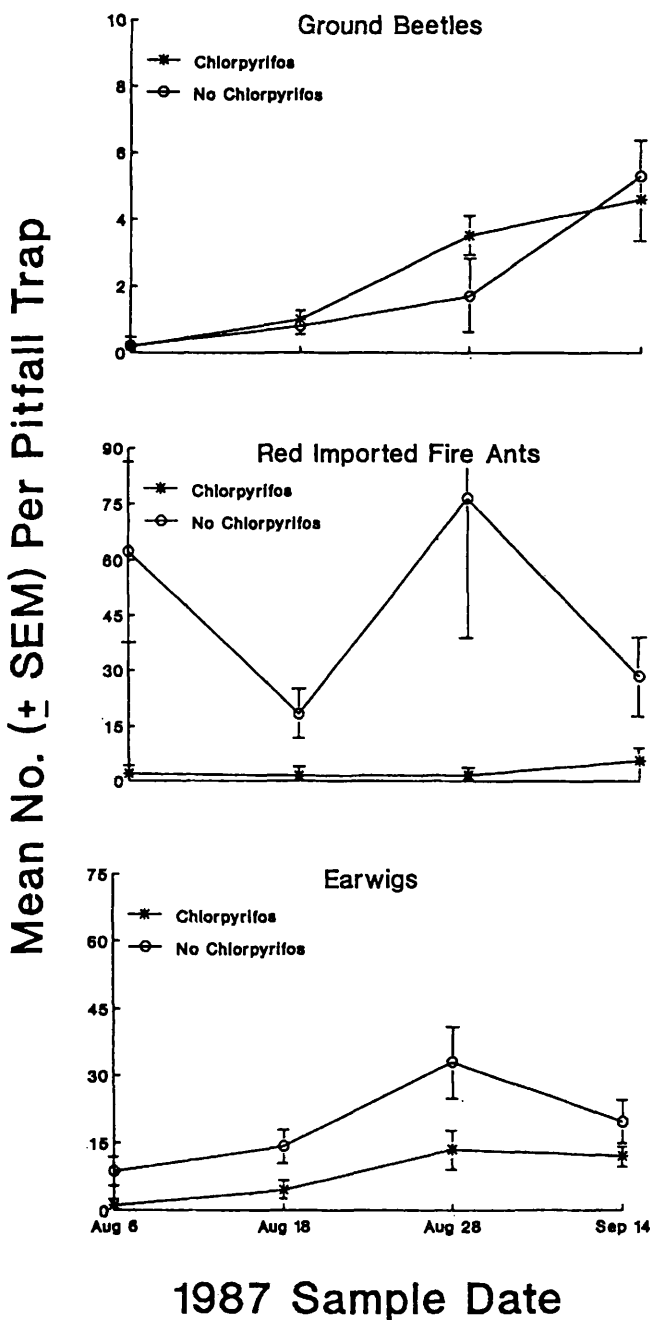 Mean No. (± SEM) Per Pitfall Trap
Ground Beetles
Chlorpyrifos
No Chlorpyrifos
10
8
6
4
2
0
Red Imported Fire Ants
Chlorpyrifos
No Chlorpyrifos
90
75
60
45
30
15
0
Earwigs
Chlorpyrifos
No Chlorpyrifos
75
60
45
30
15
0
Aug 6 Aug 18 Aug 28 Sep 14
1987 Sample Date